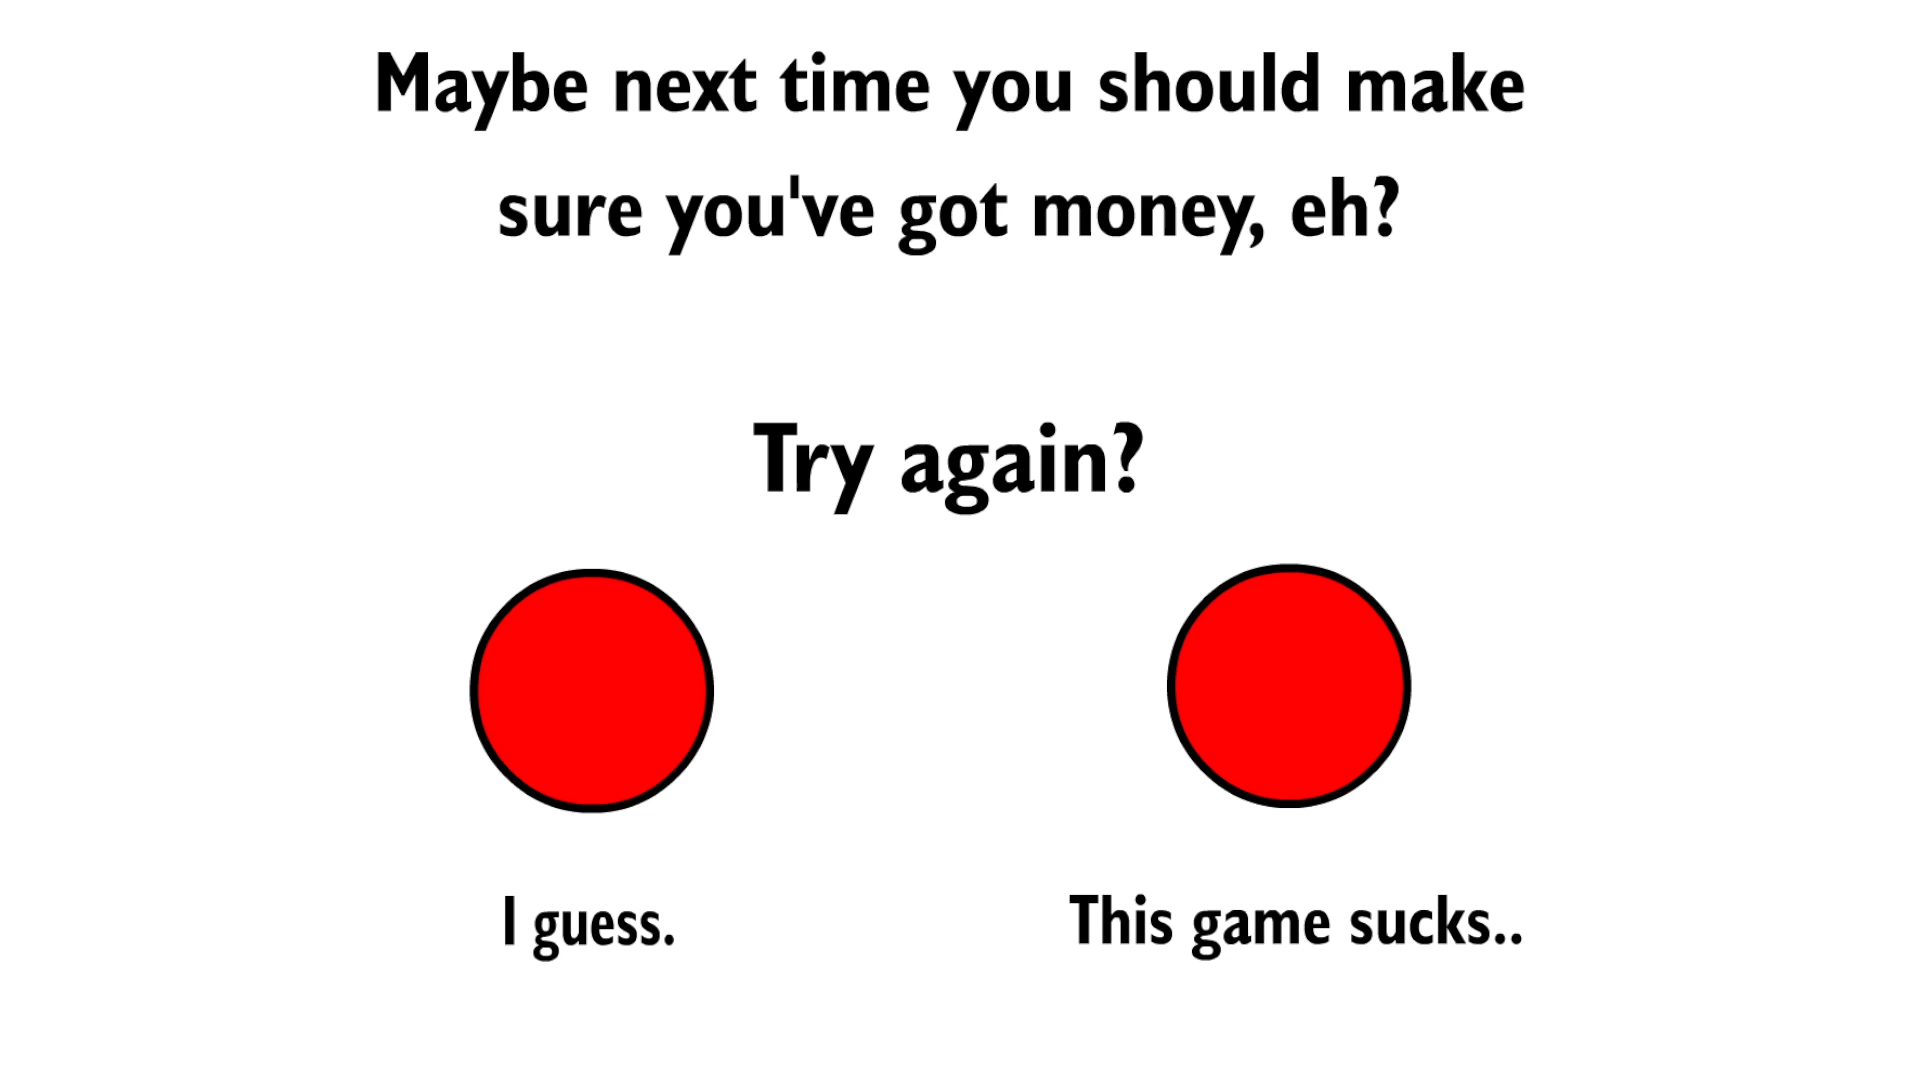 Maybe next time you should make
sure you've got money, eh?
Try again?
I guess.
This game sucks..